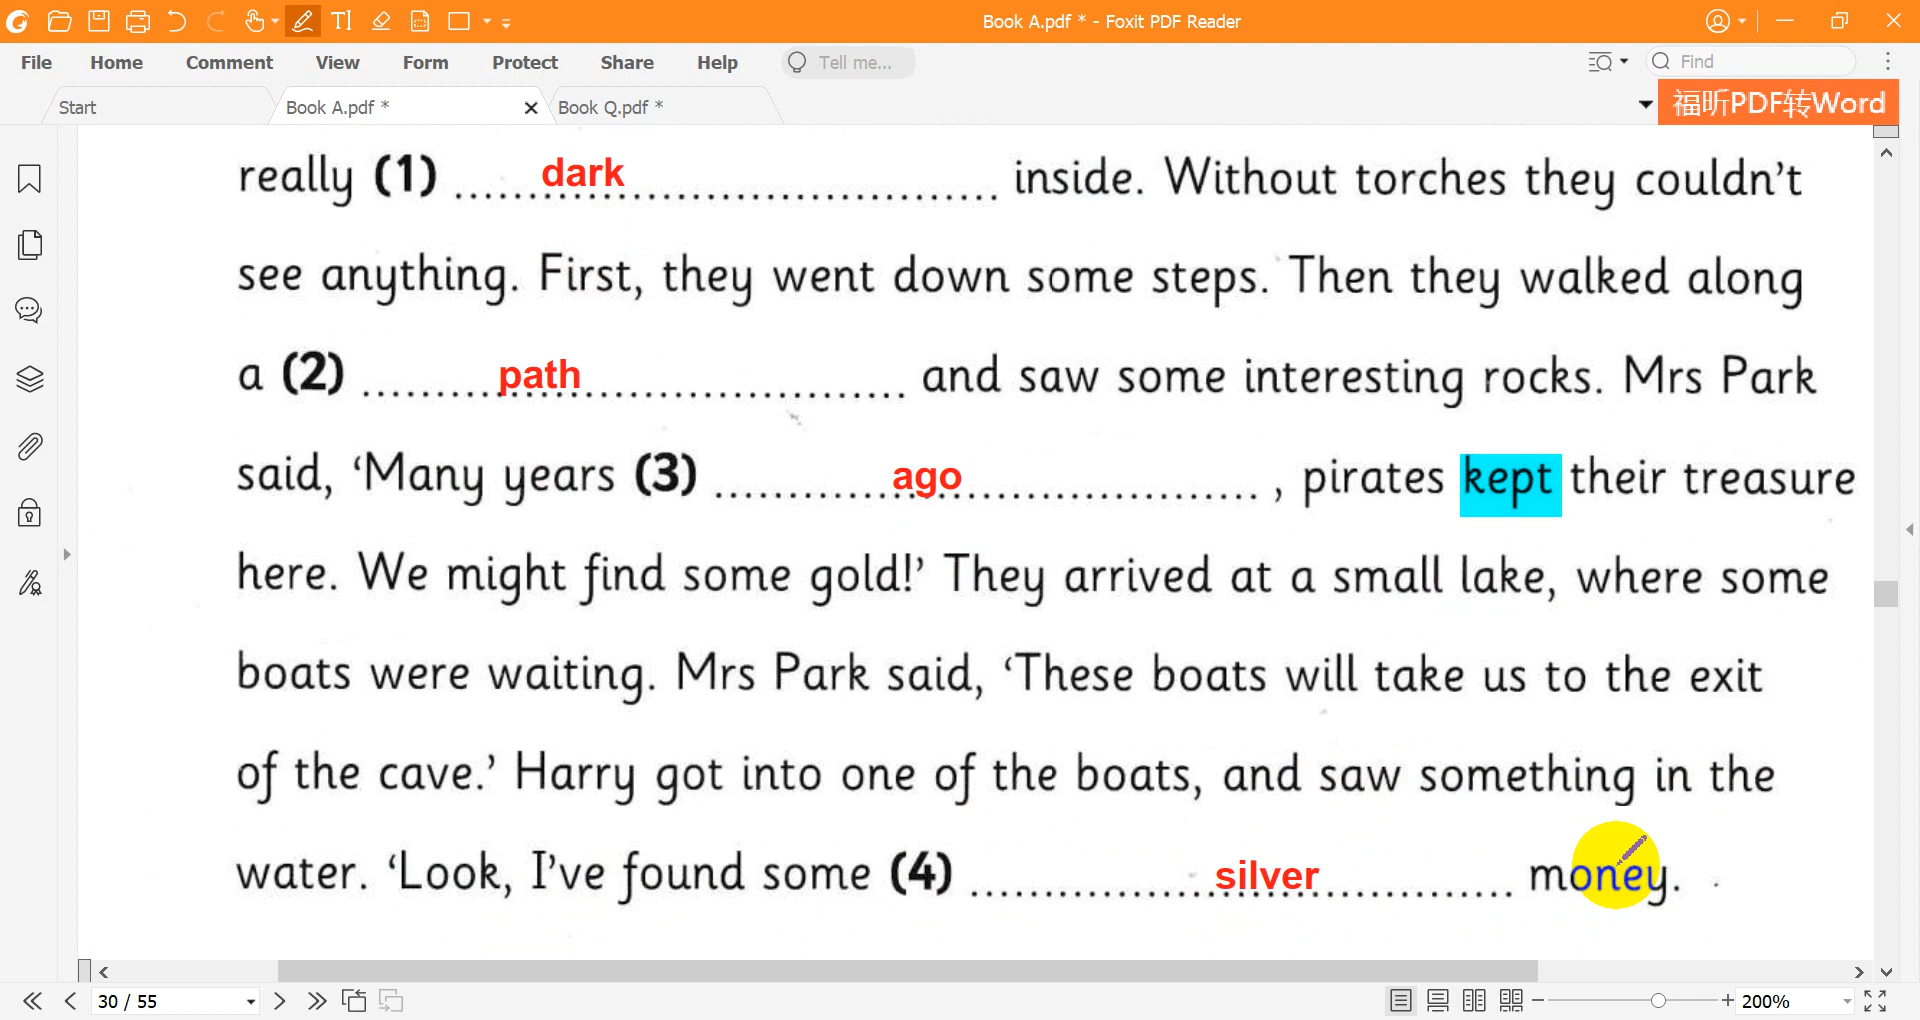 Book A.pdf * - Foxit PDF Reader
File Home Comment View Form Protect Share Help Tell me... Find
Start Book A.pdf * Book Q.pdf * 福昕PDF转Word
really (1) dark inside. Without torches they couldn't
see anything. First, they went down some steps. Then they walked along
a (2) path and saw some interesting rocks. Mrs Park
said, 'Many years (3) ago , pirates kept their treasure
here. We might find some gold!' They arrived at a small lake, where some
boats were waiting. Mrs Park said, 'These boats will take us to the exit
of the cave.' Harry got into one of the boats, and saw something in the
water. 'Look, I've found some (4) silver money.
30 / 55 200%